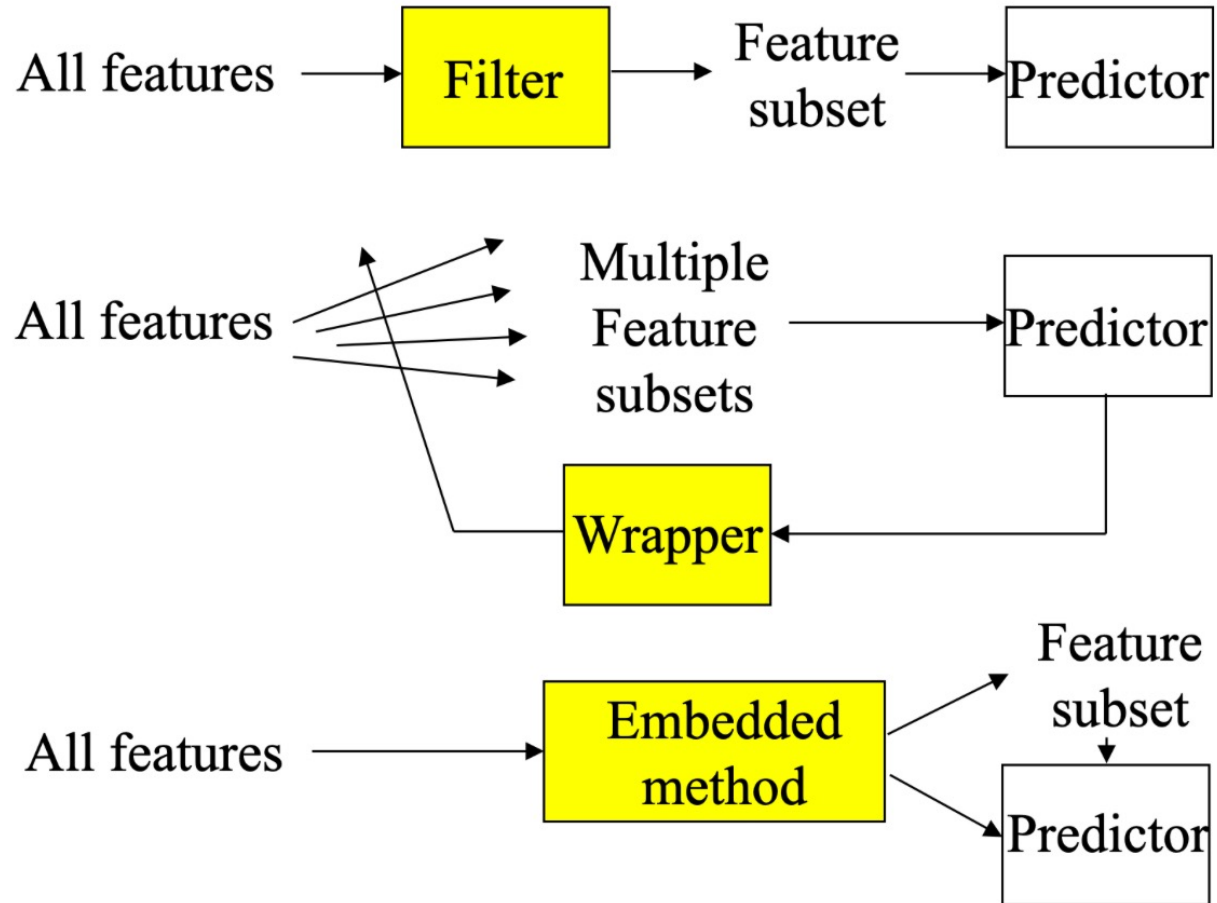 All features
Filter
Feature
subset
Predictor
All features
Multiple
Feature
subsets
Predictor
Wrapper
All features
Embedded
method
Feature
subset
Predictor